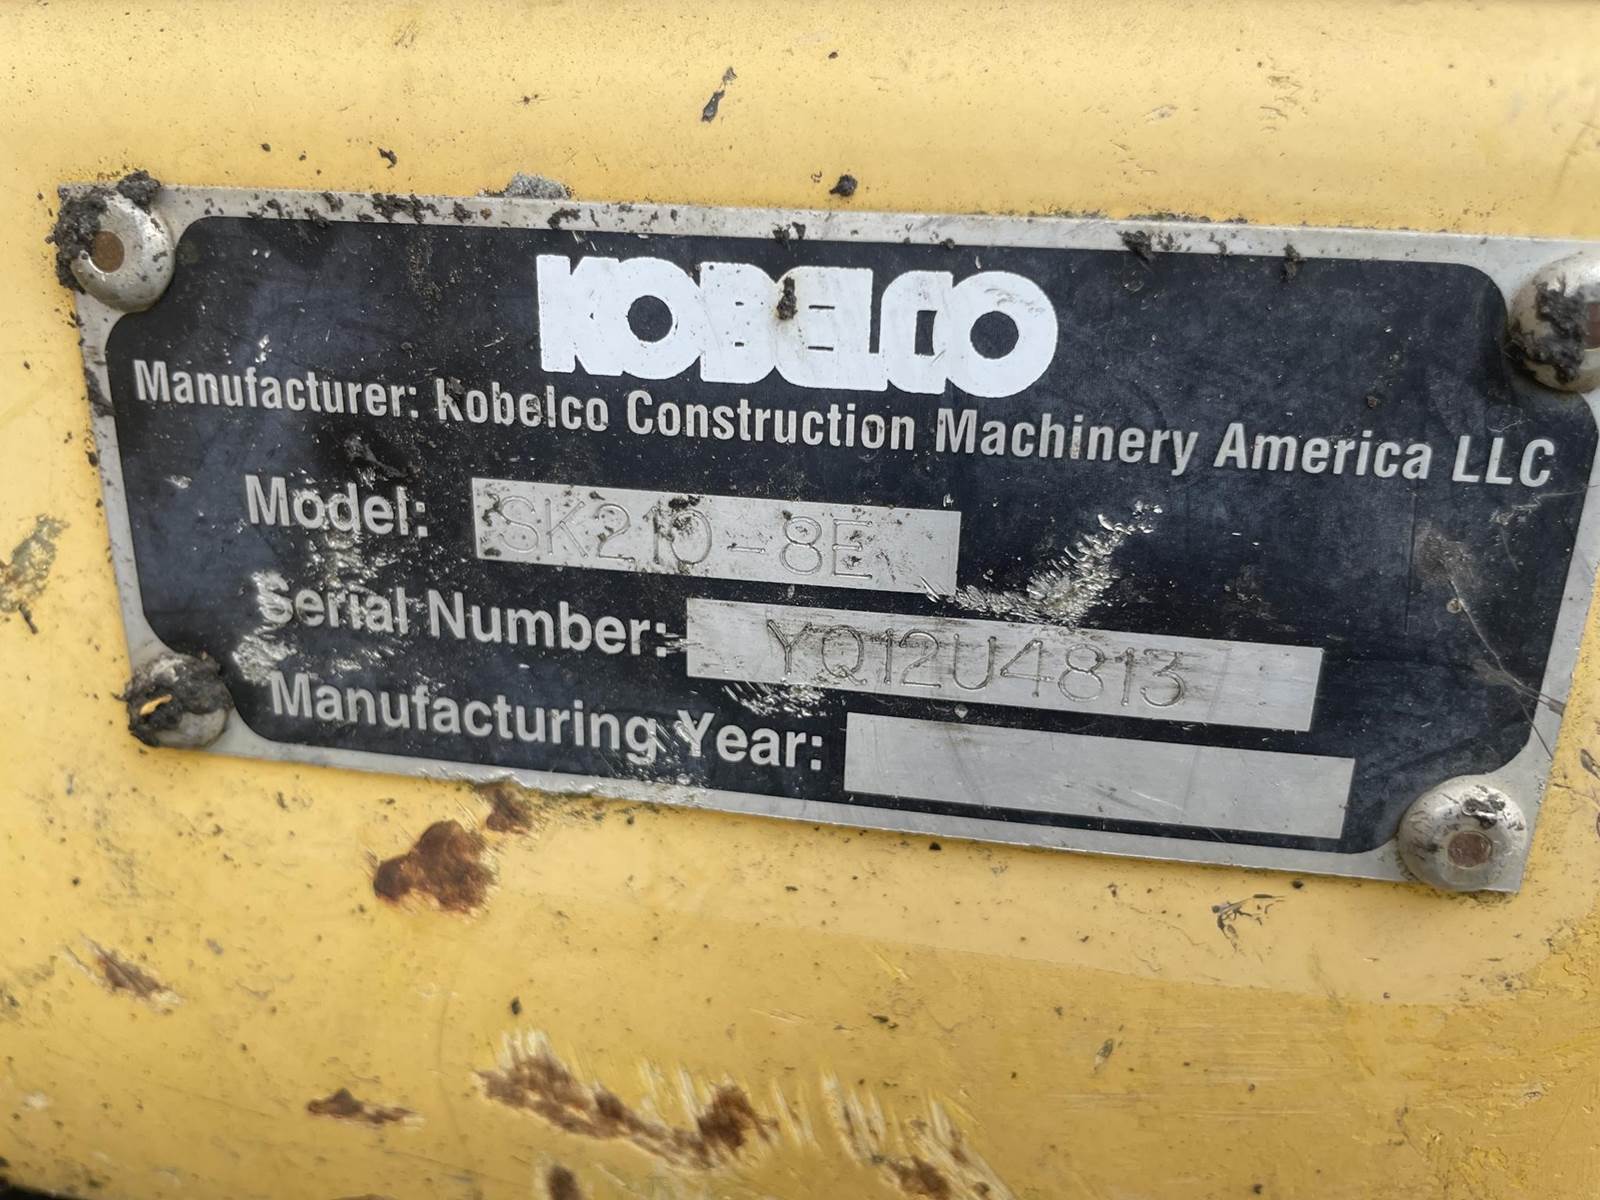 KOBELCO
Manufacturer: Kobelco Construction Machinery America LLC
Model: SK210-8E
Serial Number: YQ12U4813
Manufacturing Year: